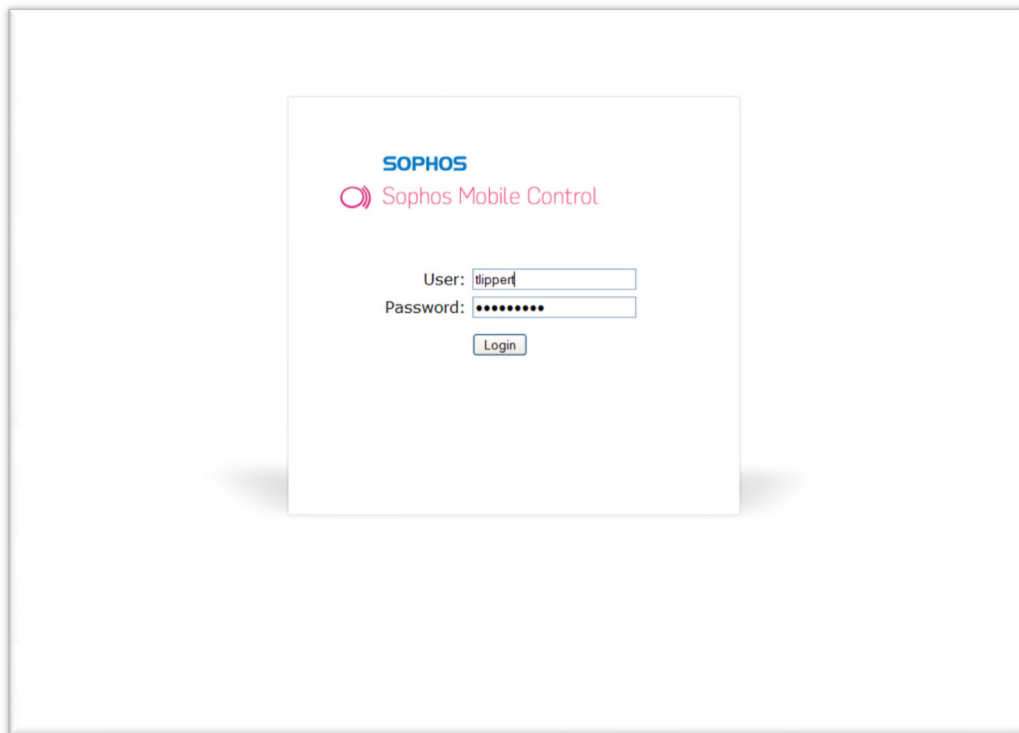 SOPHOS
Sophos Mobile Control
User: tlippert
Password: •••••••••
Login